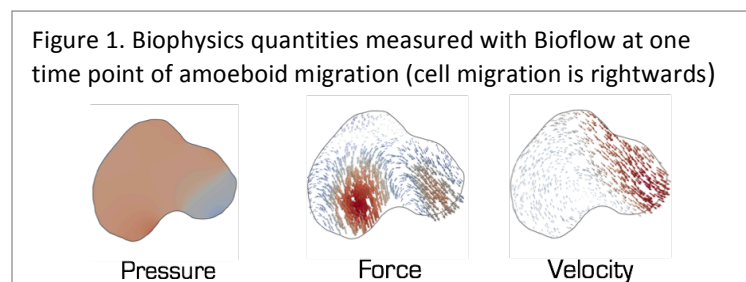 Figure 1. Biophysics quantities measured with Bioflow at one
time point of amoeboid migration (cell migration is rightwards)
Pressure Force Velocity